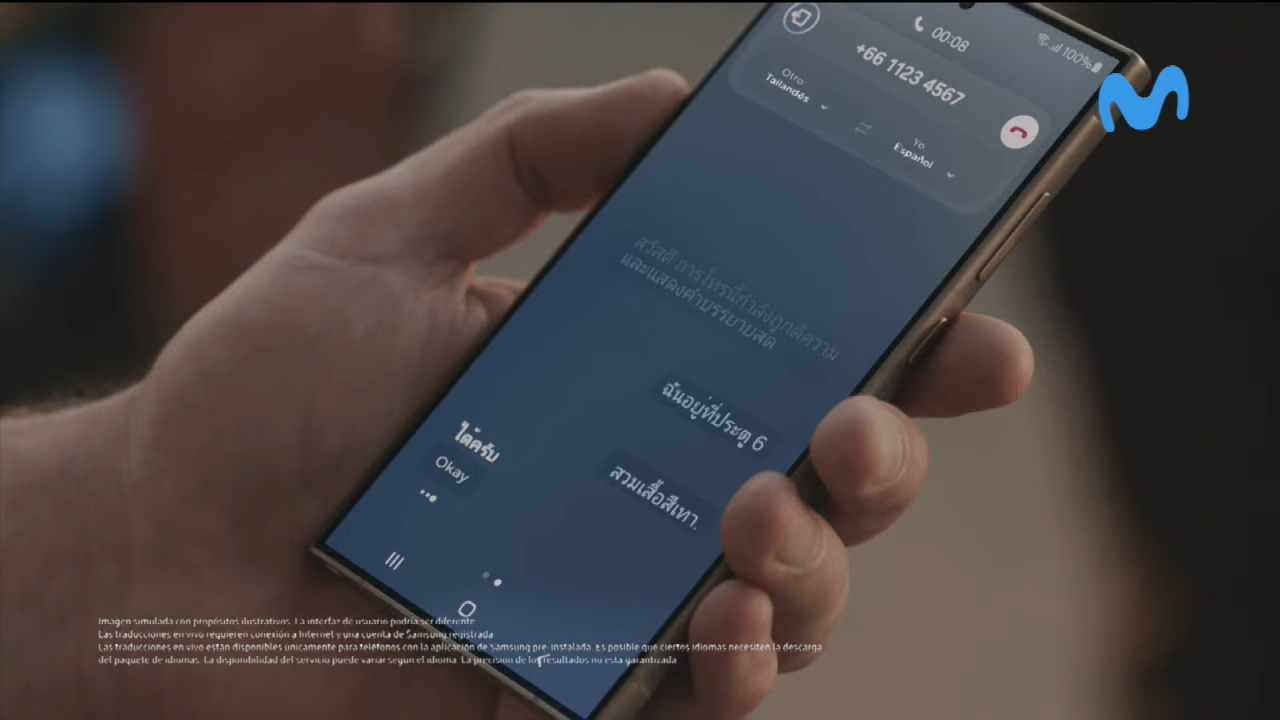 00:08
100%
+66 1123 4567
Otro:
Tailandés
Yo:
Español
สวัสดี การโทรนี้กำลังถูกตีความ
และแสดงคำบรรยายสด
ฉันอยู่ที่ประตู 6
ได้ครับ
Okay
สวมเสื้อสีเทา.
Imagen simulada con propósitos ilustrativos. La interfaz de usuario podría ser diferente
Las traducciones en vivo requieren conexión a Internet y una cuenta de Samsung registrada
Las traducciones en vivo están disponibles únicamente para teléfonos con la aplicación de Samsung pre-instalada. Es posible que ciertos idiomas necesiten la descarga
del paquete de idiomas. La disponibilidad del servicio puede variar según el idioma. La precisión de los resultados no está garantizada.